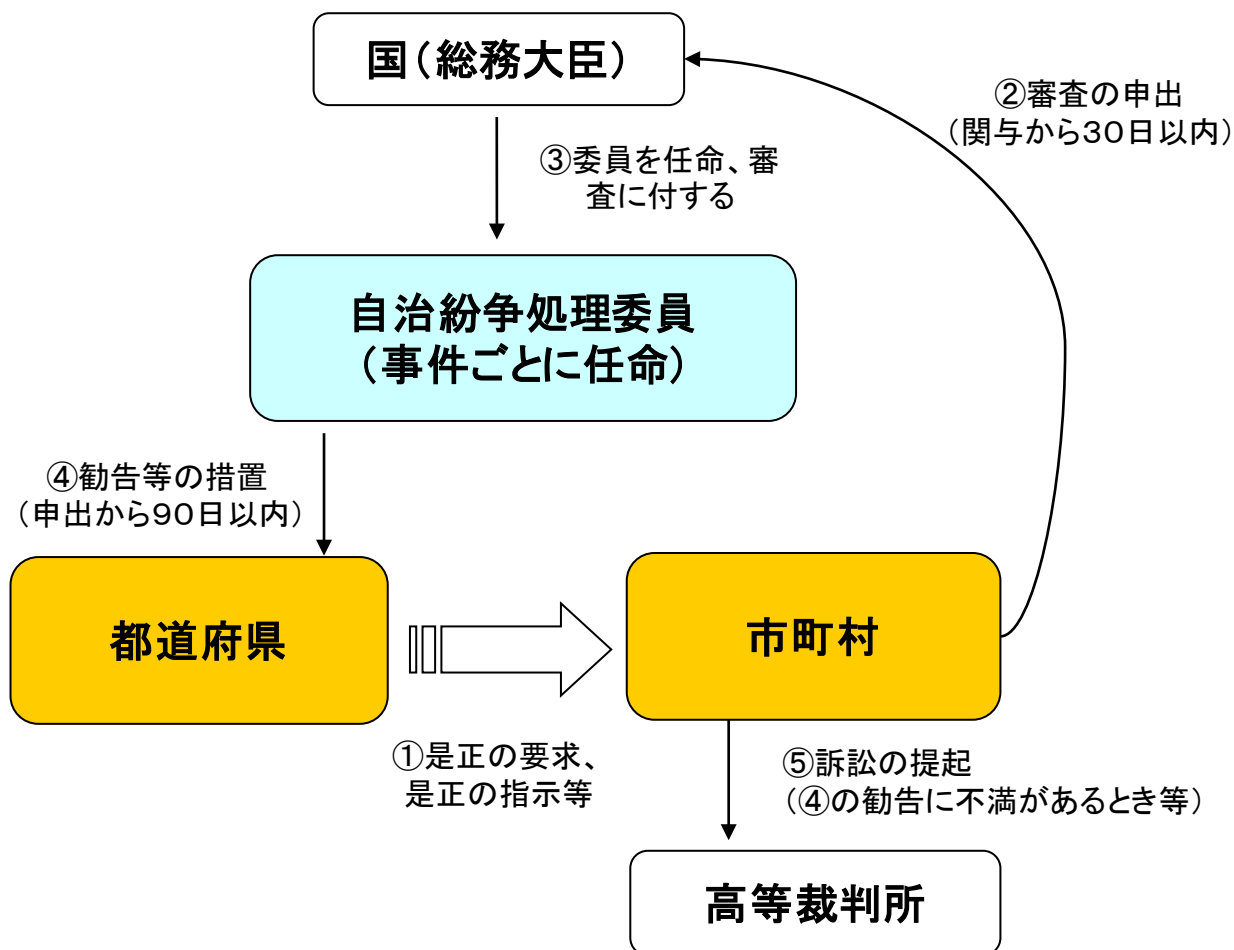 国（総務大臣）
②審査の申出
（関与から３０日以内）
③委員を任命、審
査に付する
自治紛争処理委員
（事件ごとに任命）
④勧告等の措置
（申出から９０日以内）
都道府県
市町村
①是正の要求、
是正の指示等
⑤訴訟の提起
（④の勧告に不満があるとき等）
高等裁判所